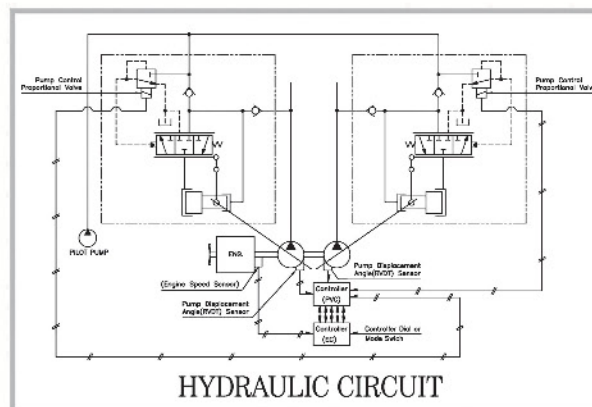 Pump Control
Proportional Valve
Pump Control
Proportional Valve
PILOT PUMP
ENG.
(Engine Speed Sensor)
Pump Displacement
Angle(RVDT) Sensor
Pump Displacement
Angle(RVDT) Sensor
Controller
(PVC)
Controller
Controller Dial or
Mode Switch
HYDRAULIC CIRCUIT